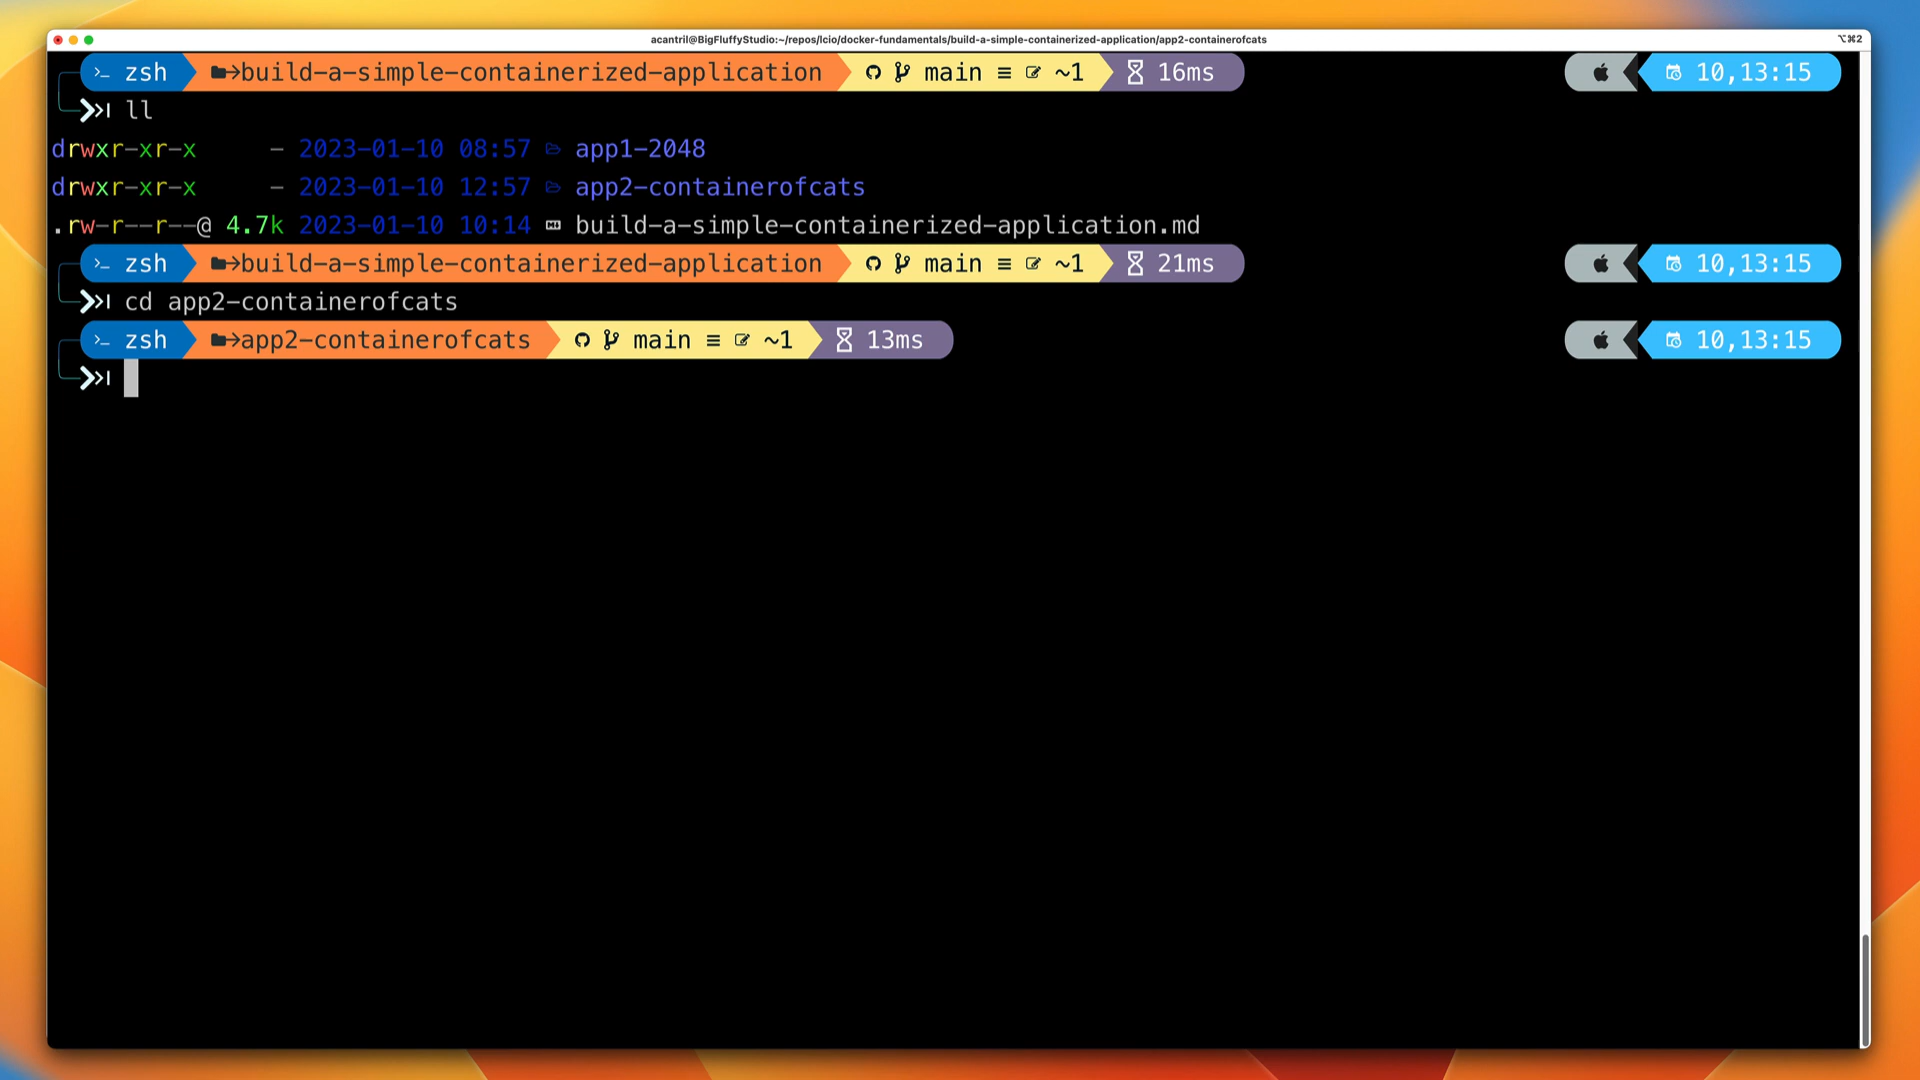 acantril@BigFluffyStudio:~/repos/lcio/docker-fundamentals/build-a-simple-containerized-application/app2-containerofcats ⌥⌘2
zsh build-a-simple-containerized-application main ≡ ~1 16ms 10,13:15
ll
drwxr-xr-x - 2023-01-10 08:57 app1-2048
drwxr-xr-x - 2023-01-10 12:57 app2-containerofcats
.rw-r--r--@ 4.7k 2023-01-10 10:14 build-a-simple-containerized-application.md
zsh build-a-simple-containerized-application main ≡ ~1 21ms 10,13:15
cd app2-containerofcats
zsh app2-containerofcats main ≡ ~1 13ms 10,13:15